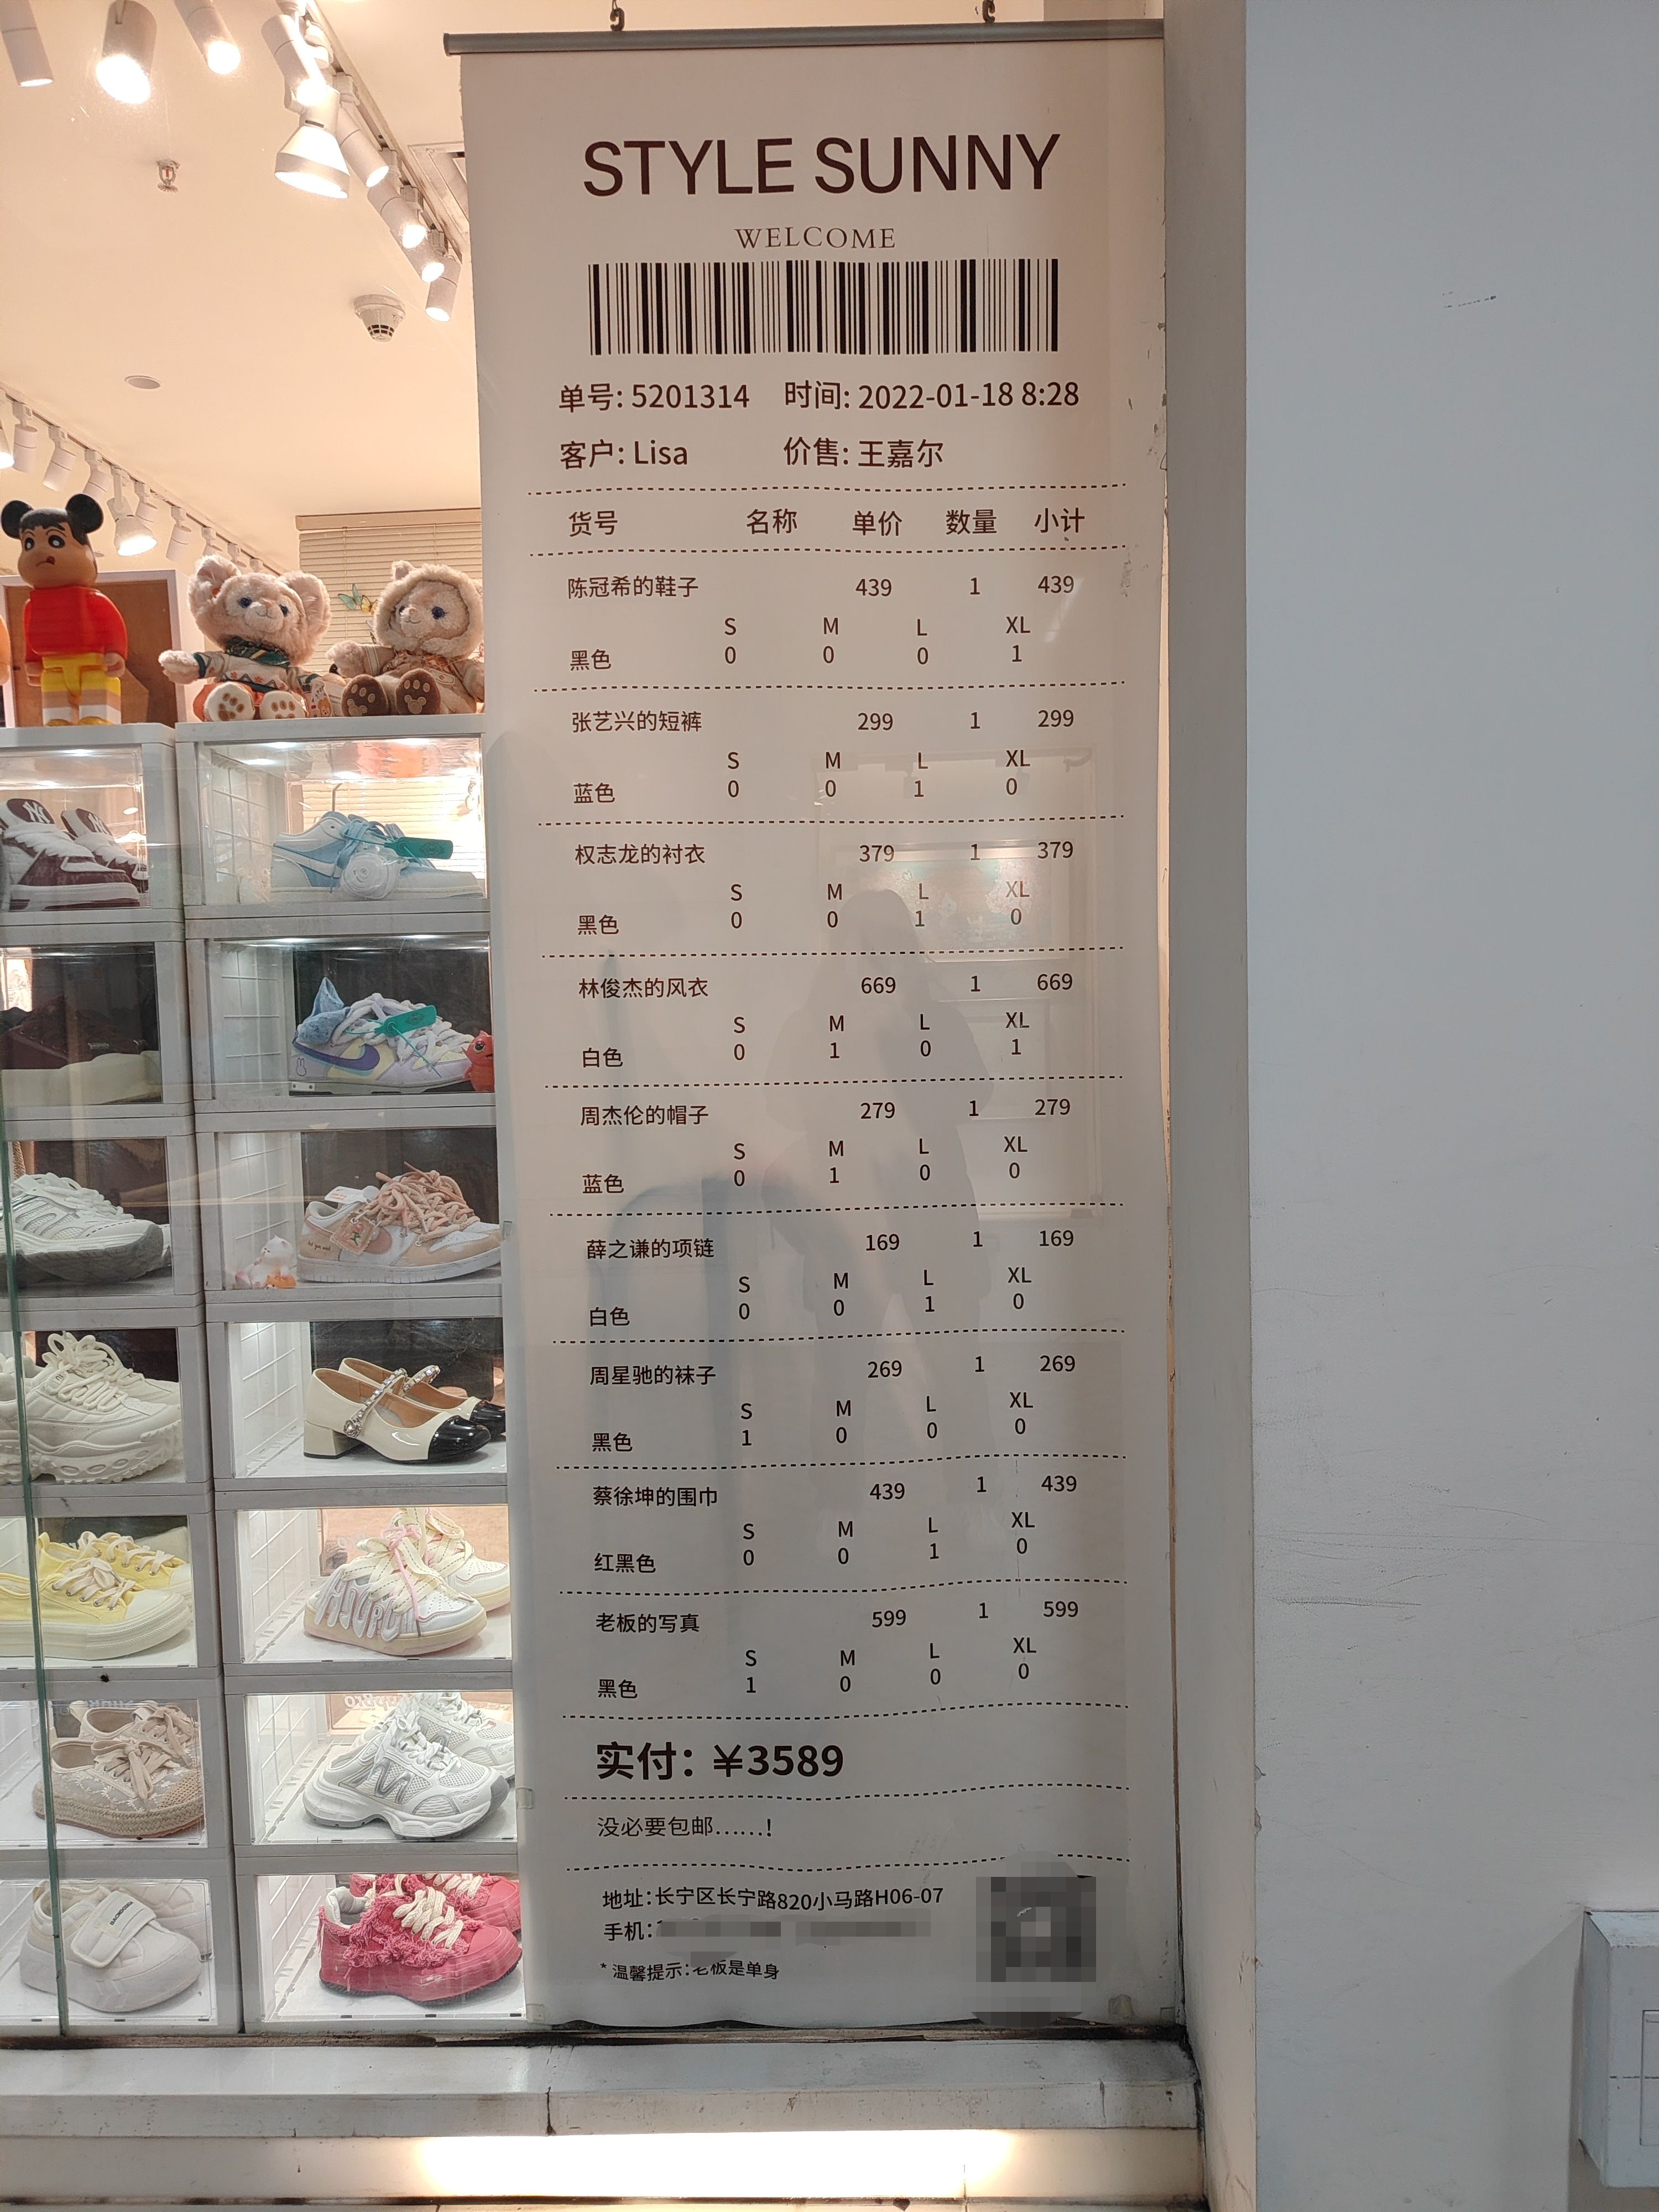 STYLE SUNNY
WELCOME
单号: 5201314 时间: 2022-01-18 8:28
客户: Lisa 价售: 王嘉尔
货号 名称 单价 数量 小计
陈冠希的鞋子 439 1 439
S M L XL
黑色 0 0 0 1
张艺兴的短裤 299 1 299
S M L XL
蓝色 0 0 1 0
权志龙的衬衣 379 1 379
S M L XL
黑色 0 0 1 0
林俊杰的风衣 669 1 669
S M L XL
白色 0 1 0 1
周杰伦的帽子 279 1 279
S M L XL
蓝色 0 1 0 0
薛之谦的项链 169 1 169
S M L XL
白色 0 0 1 0
周星驰的袜子 269 1 269
S M L XL
黑色 1 0 0 0
蔡徐坤的围巾 439 1 439
S M L XL
红黑色 0 0 1 0
老板的写真 599 1 599
S M L XL
黑色 1 0 0 0
实付: ¥3589
没必要包邮……!
地址:长宁区长宁路820小马路H06-07
手机:
* 温馨提示:老板是单身